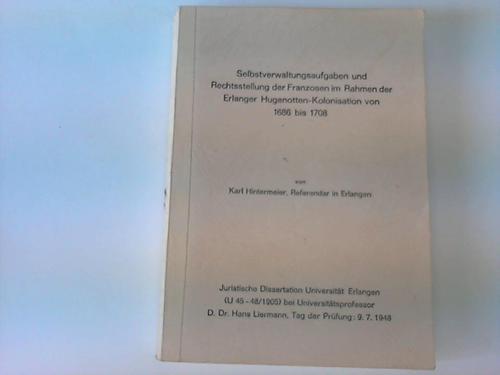 Selbstverwaltungsaufgaben und
Rechtsstellung der Franzosen im Rahmen der
Erlanger Hugenotten-Kolonisation von
1686 bis 1708
von
Karl Hintermeier, Referendar in Erlangen
Juristische Dissertation Universität Erlangen
(U 45-48/1905) bei Universitätsprofessor
D. Dr. Hans Liermann, Tag der Prüfung: 9. 7. 1948